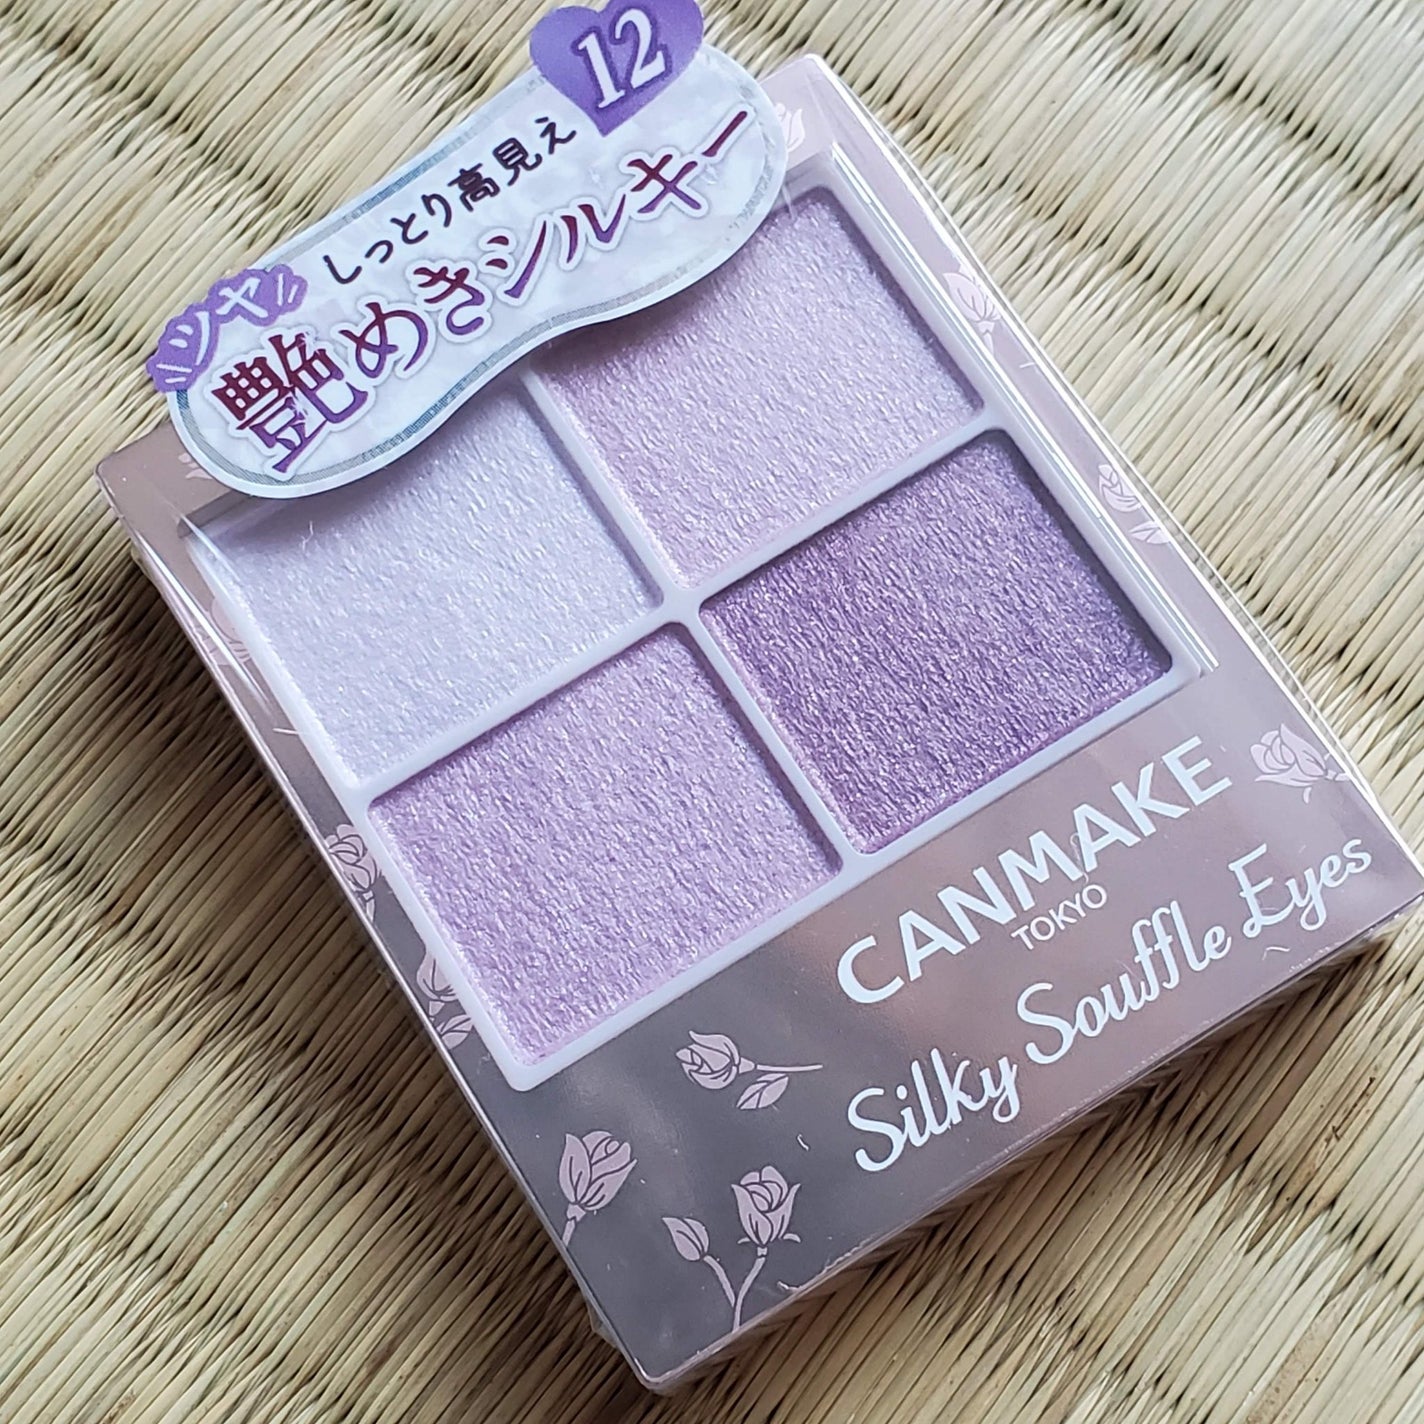 12
しっとり高見え
ツヤ
艶めきシルキー
CANMAKE
TOKYO
Silky Souffle Eyes